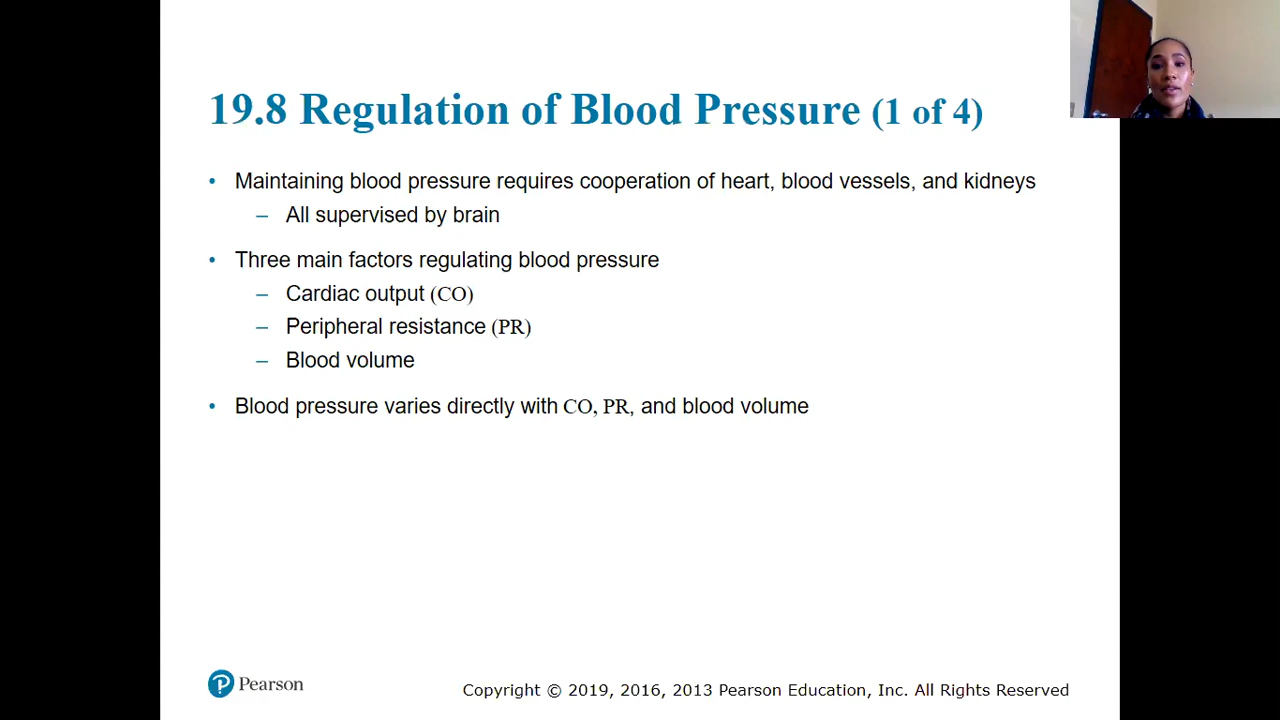 19.8 Regulation of Blood Pressure (1 of 4)
• Maintaining blood pressure requires cooperation of heart, blood vessels, and kidneys
– All supervised by brain
• Three main factors regulating blood pressure
– Cardiac output (CO)
– Peripheral resistance (PR)
– Blood volume
• Blood pressure varies directly with CO, PR, and blood volume
Pearson
Copyright © 2019, 2016, 2013 Pearson Education, Inc. All Rights Reserved